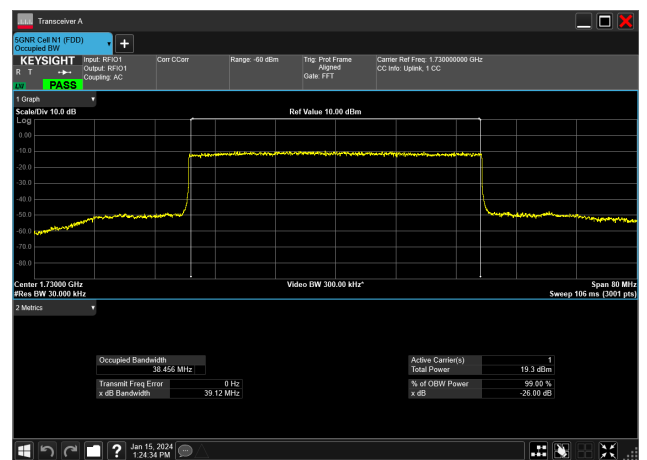 Transceiver A
5GNR Cell N1 (FDD)
Occupied BW
KEYSIGHT
R T
LV PASS
Input: RFIO1
Output: RFIO1
Coupling: AC
Corr CCorr
Range: -60 dBm
Trig: Prot Frame
Aligned
Gate: FFT
Carrier Ref Freq: 1.730000000 GHz
CC Info: Uplink, 1 CC
1 Graph
Scale/Div 10.0 dB
Ref Value 10.00 dBm
Log
0.00
-10.0
-20.0
-30.0
-40.0
-50.0
-60.0
-70.0
-80.0
Center 1.73000 GHz
Video BW 300.00 kHz*
Span 80 MHz
#Res BW 30.000 kHz
Sweep 106 ms (3001 pts)
2 Metrics
Occupied Bandwidth
38.456 MHz
Transmit Freq Error 0 Hz
x dB Bandwidth 39.12 MHz
Active Carrier(s) 1
Total Power 19.3 dBm
% of OBW Power 99.00 %
x dB -26.00 dB
Jan 15, 2024
1:24:34 PM